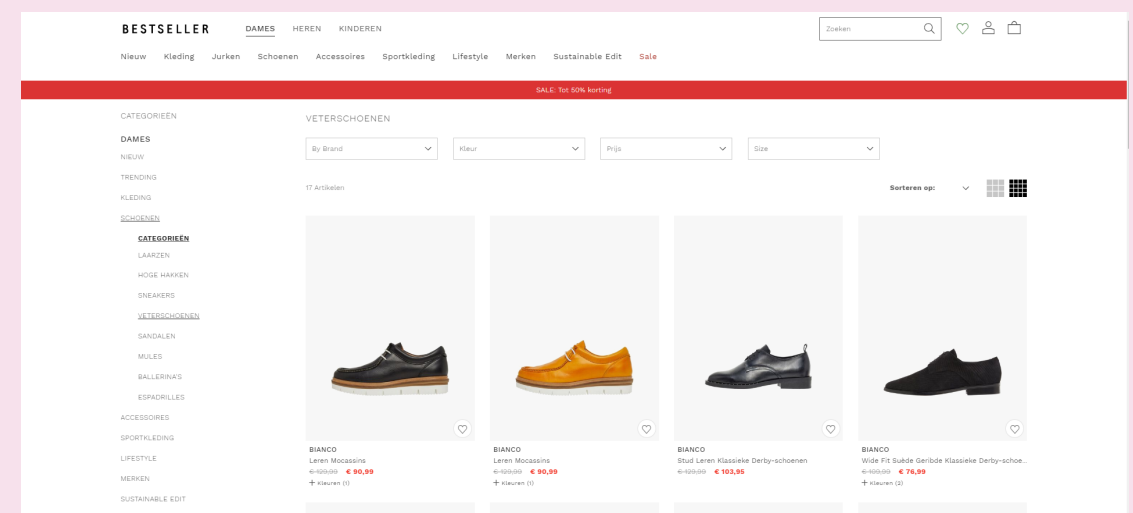 BESTSELLER DAMES HEREN KINDEREN Zoeken
Nieuw Kleding Jurken Schoenen Accessoires Sportkleding Lifestyle Merken Sustainable Edit Sale
SALE: Tot 50% korting
CATEGORIEËN
DAMES
NIEUW
TRENDING
KLEDING
SCHOENEN
CATEGORIEËN
LAARZEN
HOGE HAKKEN
SNEAKERS
VETERSCHOENEN
SANDALEN
MULES
BALLERINA'S
ESPADRILLES
ACCESSOIRES
SPORTKLEDING
LIFESTYLE
MERKEN
SUSTAINABLE EDIT
VETERSCHOENEN
By Brand Kleur Prijs Size
17 Artikelen Sorteren op:
BIANCO
Leren Mocassins
€ 129,99 € 90,99
+ Kleuren (1)
BIANCO
Leren Mocassins
€ 129,99 € 90,99
+ Kleuren (1)
BIANCO
Stud Leren Klassieke Derby-schoenen
€ 129,99 € 103,95
BIANCO
Wide Fit Suède Geribde Klassieke Derby-schoe...
€ 109,99 € 76,99
+ Kleuren (2)